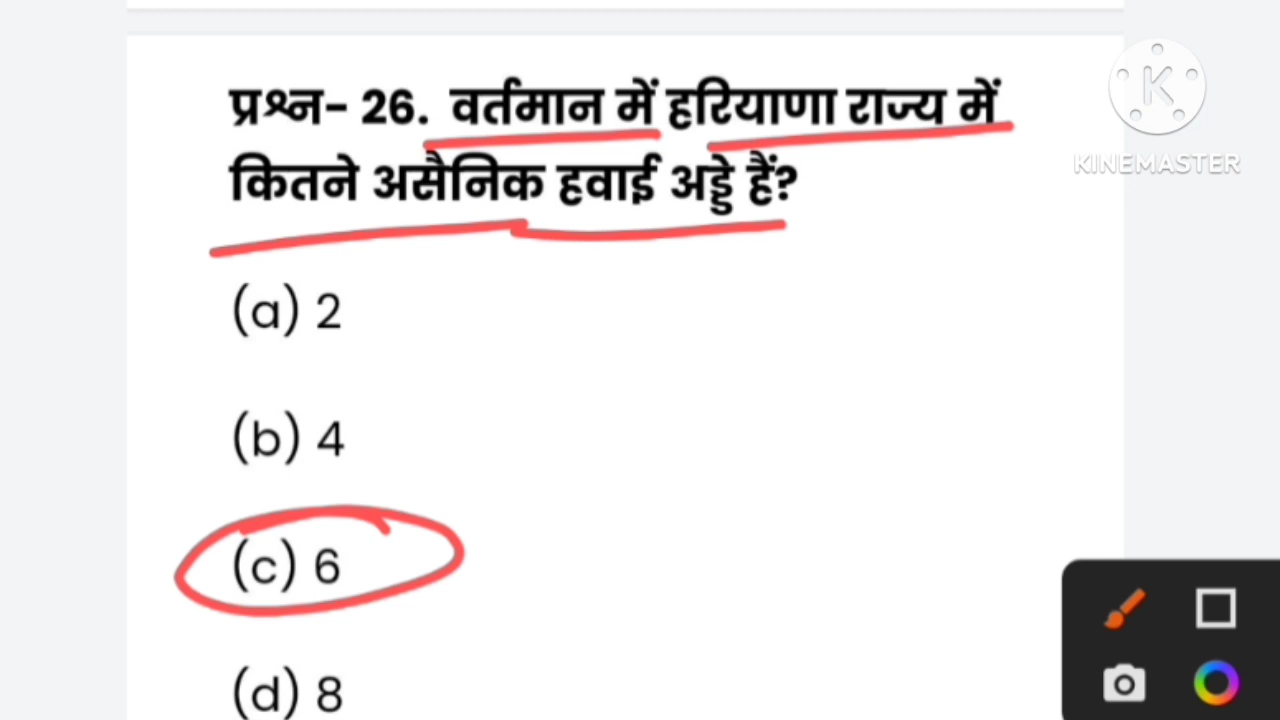 प्रश्न- 26. वर्तमान में हरियाणा राज्य में
कितने असैनिक हवाई अड्डे हैं?
(a) 2
(b) 4
(c) 6
(d) 8
K
KINEMASTER